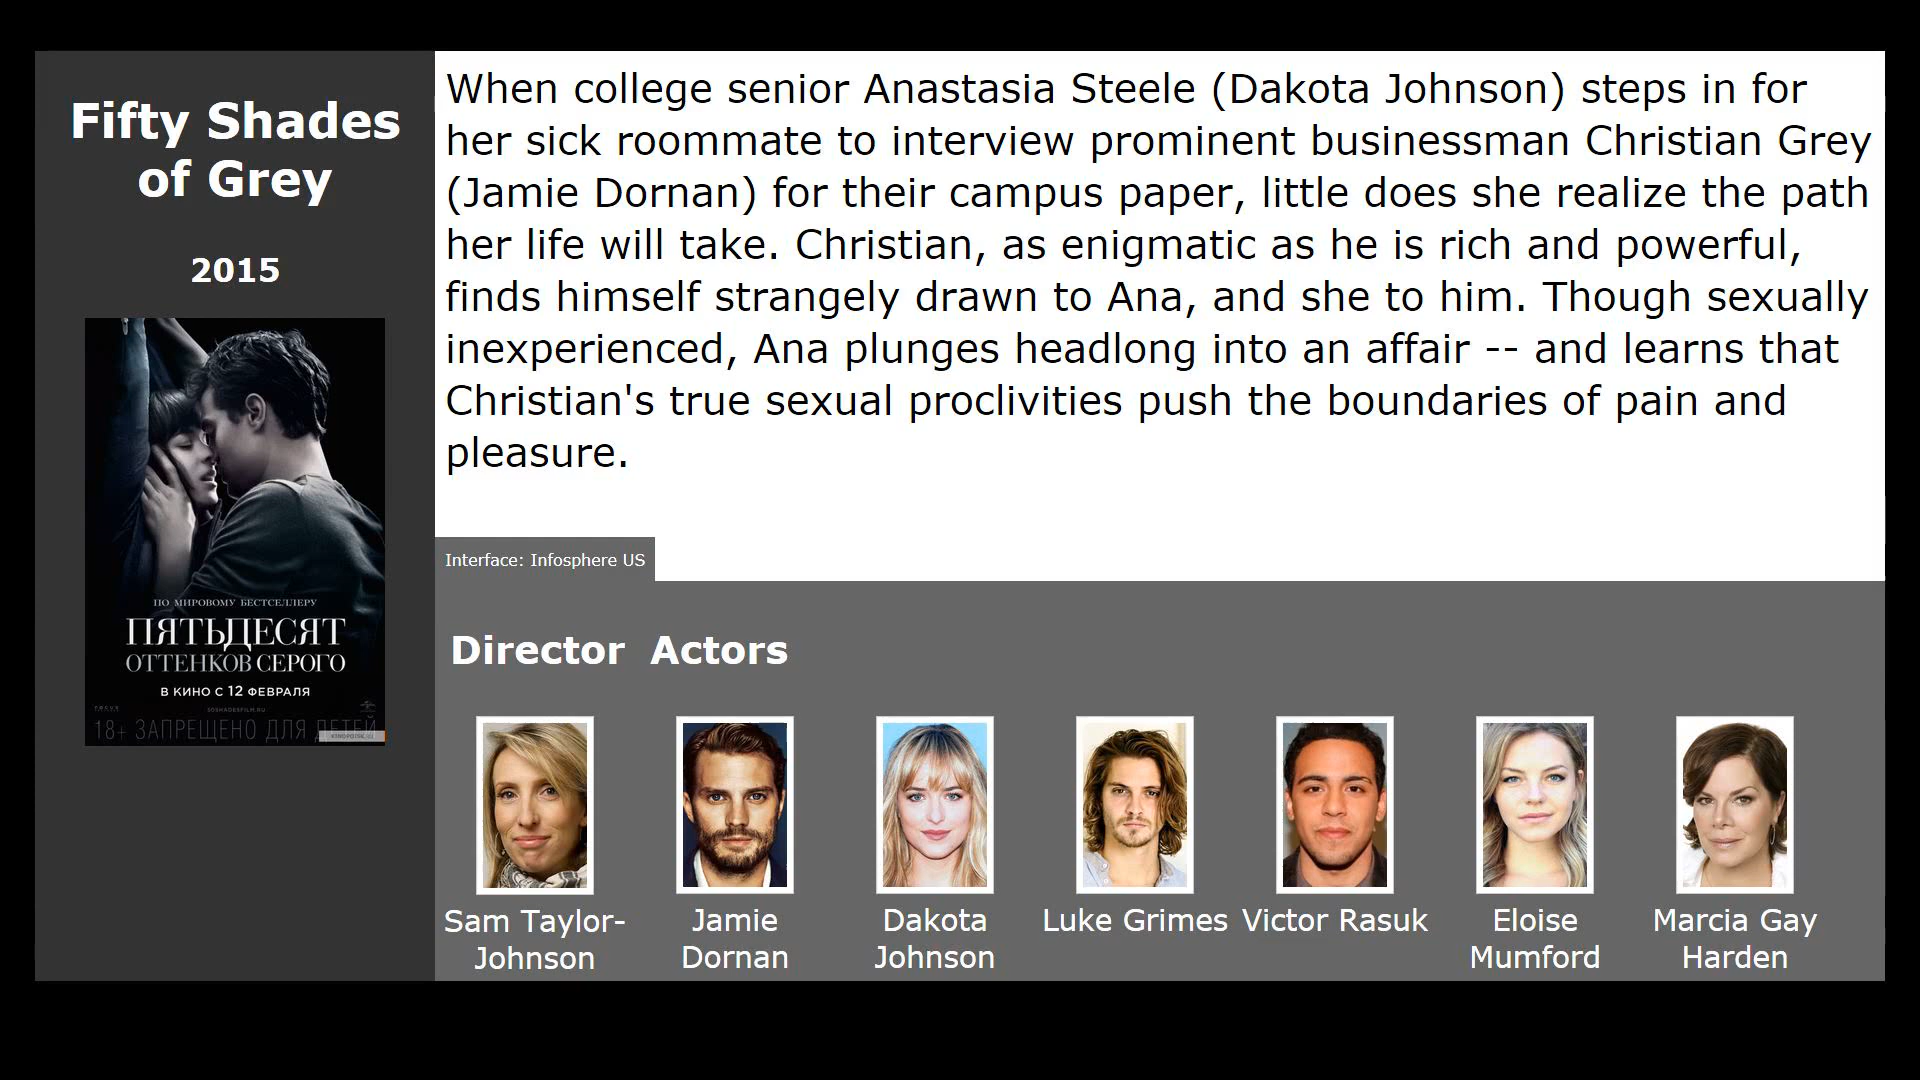 Fifty Shades
of Grey
2015
ПО МИРОВОМУ БЕСТСЕЛЛЕРУ
ПЯТЬДЕСЯТ
ОТТЕНКОВ СЕРОГО
В КИНО С 12 ФЕВРАЛЯ
FOCUS
50SHADESFILM.RU
18+ ЗАПРЕЩЕНО ДЛЯ ДЕТЕЙ
KINOPOISK.RU
When college senior Anastasia Steele (Dakota Johnson) steps in for
her sick roommate to interview prominent businessman Christian Grey
(Jamie Dornan) for their campus paper, little does she realize the path
her life will take. Christian, as enigmatic as he is rich and powerful,
finds himself strangely drawn to Ana, and she to him. Though sexually
inexperienced, Ana plunges headlong into an affair -- and learns that
Christian's true sexual proclivities push the boundaries of pain and
pleasure.
Interface: Infosphere US
Director Actors
Sam Taylor-
Johnson
Jamie
Dornan
Dakota
Johnson
Luke Grimes
Victor Rasuk
Eloise
Mumford
Marcia Gay
Harden